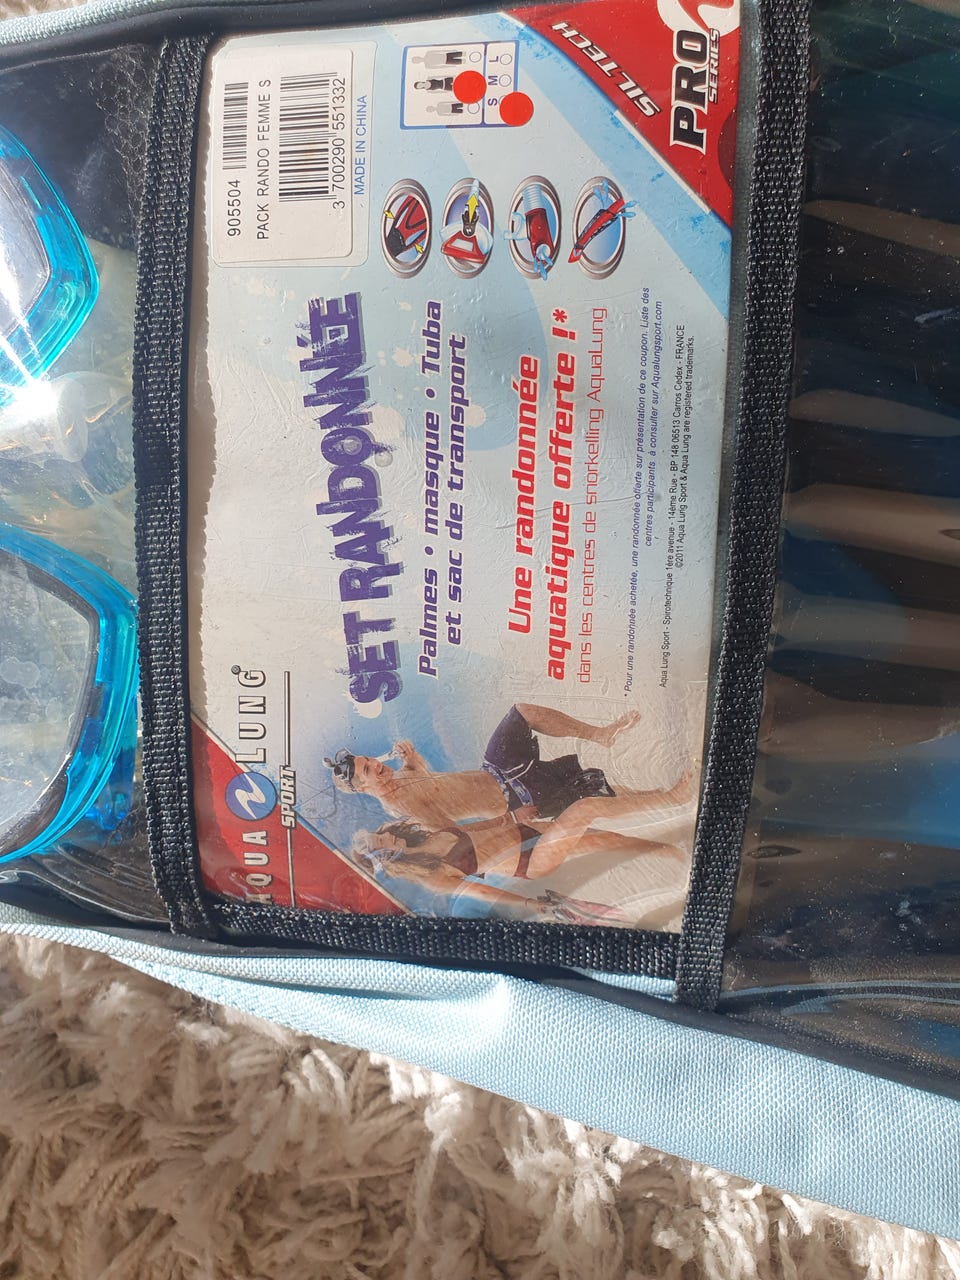 AQUA LUNG®
SPORT
905504
PACK RANDO FEMME S
3 700290 551332
MADE IN CHINA
S M L
SILTECH
PRO
SERIES
SET RANDONNÉE
Palmes • masque • Tuba
et sac de transport
Une randonnée
aquatique offerte !*
dans les centres de snorkelling AquaLung
* Pour une randonnée achetée, une randonnée offerte sur présentation de ce coupon. Liste des
centres participants à consulter sur Aqualungsport.com
Aqua Lung Sport - Spirotechnique 1ère avenue - 14ème Rue - BP 148 06513 Carros Cedex - FRANCE
©2011 Aqua Lung Sport & Aqua Lung are registered trademarks.